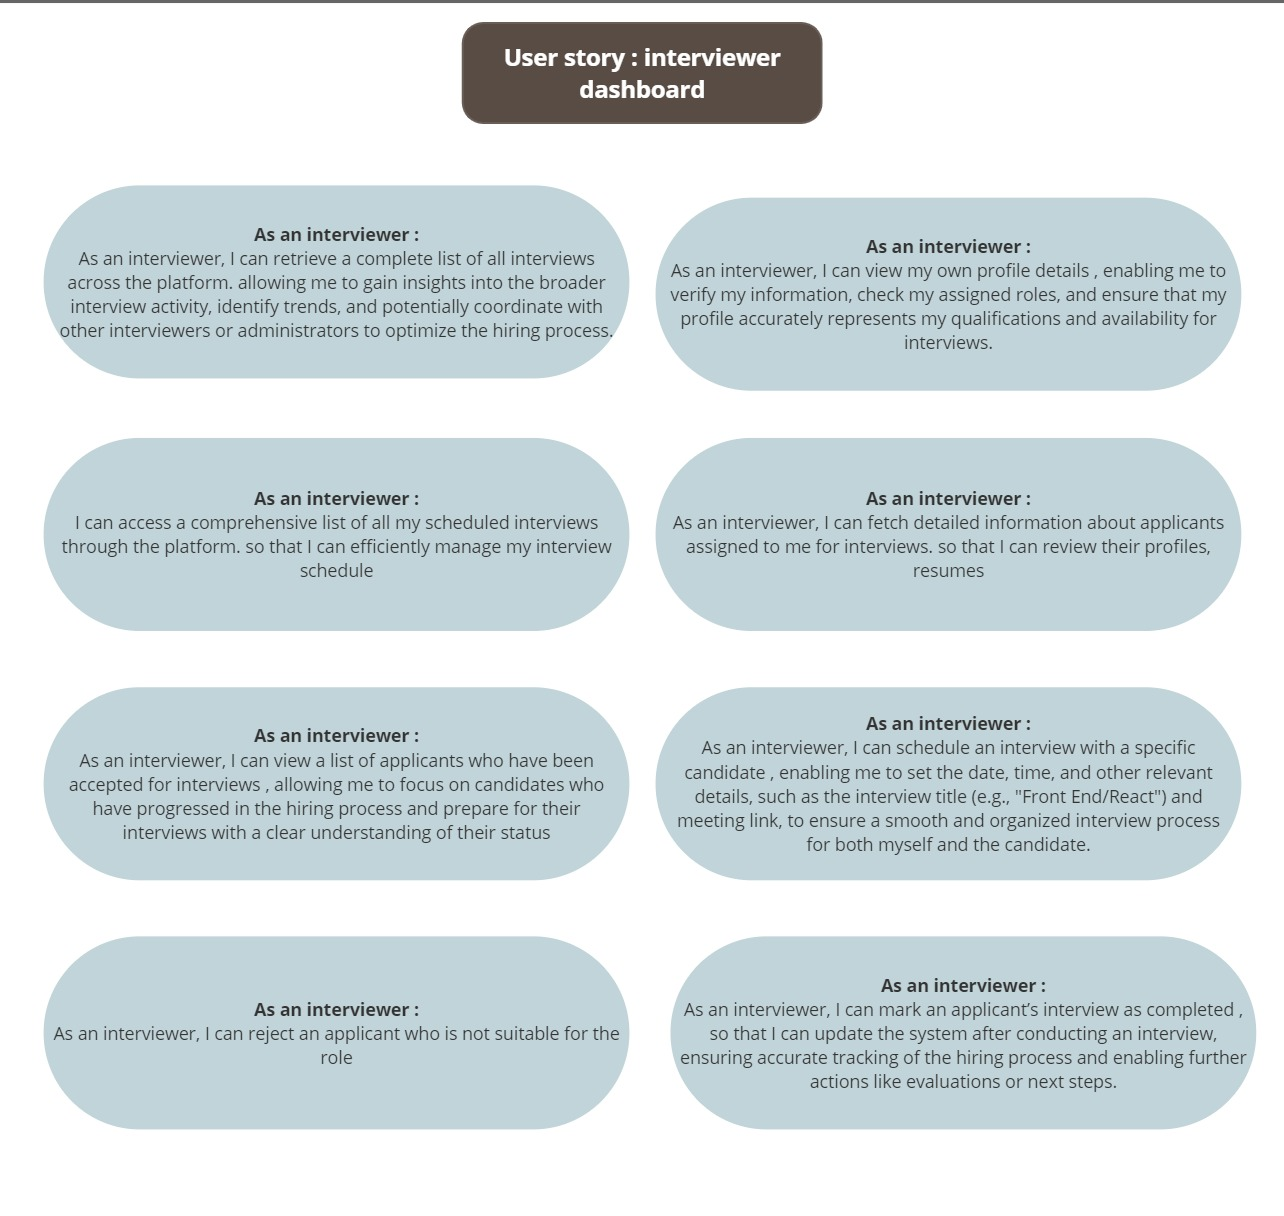 User story : interviewer
dashboard
As an interviewer :
As an interviewer, I can retrieve a complete list of all interviews
across the platform. allowing me to gain insights into the broader
interview activity, identify trends, and potentially coordinate with
other interviewers or administrators to optimize the hiring process.
As an interviewer :
As an interviewer, I can view my own profile details , enabling me to
verify my information, check my assigned roles, and ensure that my
profile accurately represents my qualifications and availability for
interviews.
As an interviewer :
I can access a comprehensive list of all my scheduled interviews
through the platform. so that I can efficiently manage my interview
schedule
As an interviewer :
As an interviewer, I can fetch detailed information about applicants
assigned to me for interviews. so that I can review their profiles,
resumes
As an interviewer :
As an interviewer, I can view a list of applicants who have been
accepted for interviews , allowing me to focus on candidates who
have progressed in the hiring process and prepare for their
interviews with a clear understanding of their status
As an interviewer :
As an interviewer, I can schedule an interview with a specific
candidate , enabling me to set the date, time, and other relevant
details, such as the interview title (e.g., "Front End/React") and
meeting link, to ensure a smooth and organized interview process
for both myself and the candidate.
As an interviewer :
As an interviewer, I can reject an applicant who is not suitable for the
role
As an interviewer :
As an interviewer, I can mark an applicant’s interview as completed ,
so that I can update the system after conducting an interview,
ensuring accurate tracking of the hiring process and enabling further
actions like evaluations or next steps.